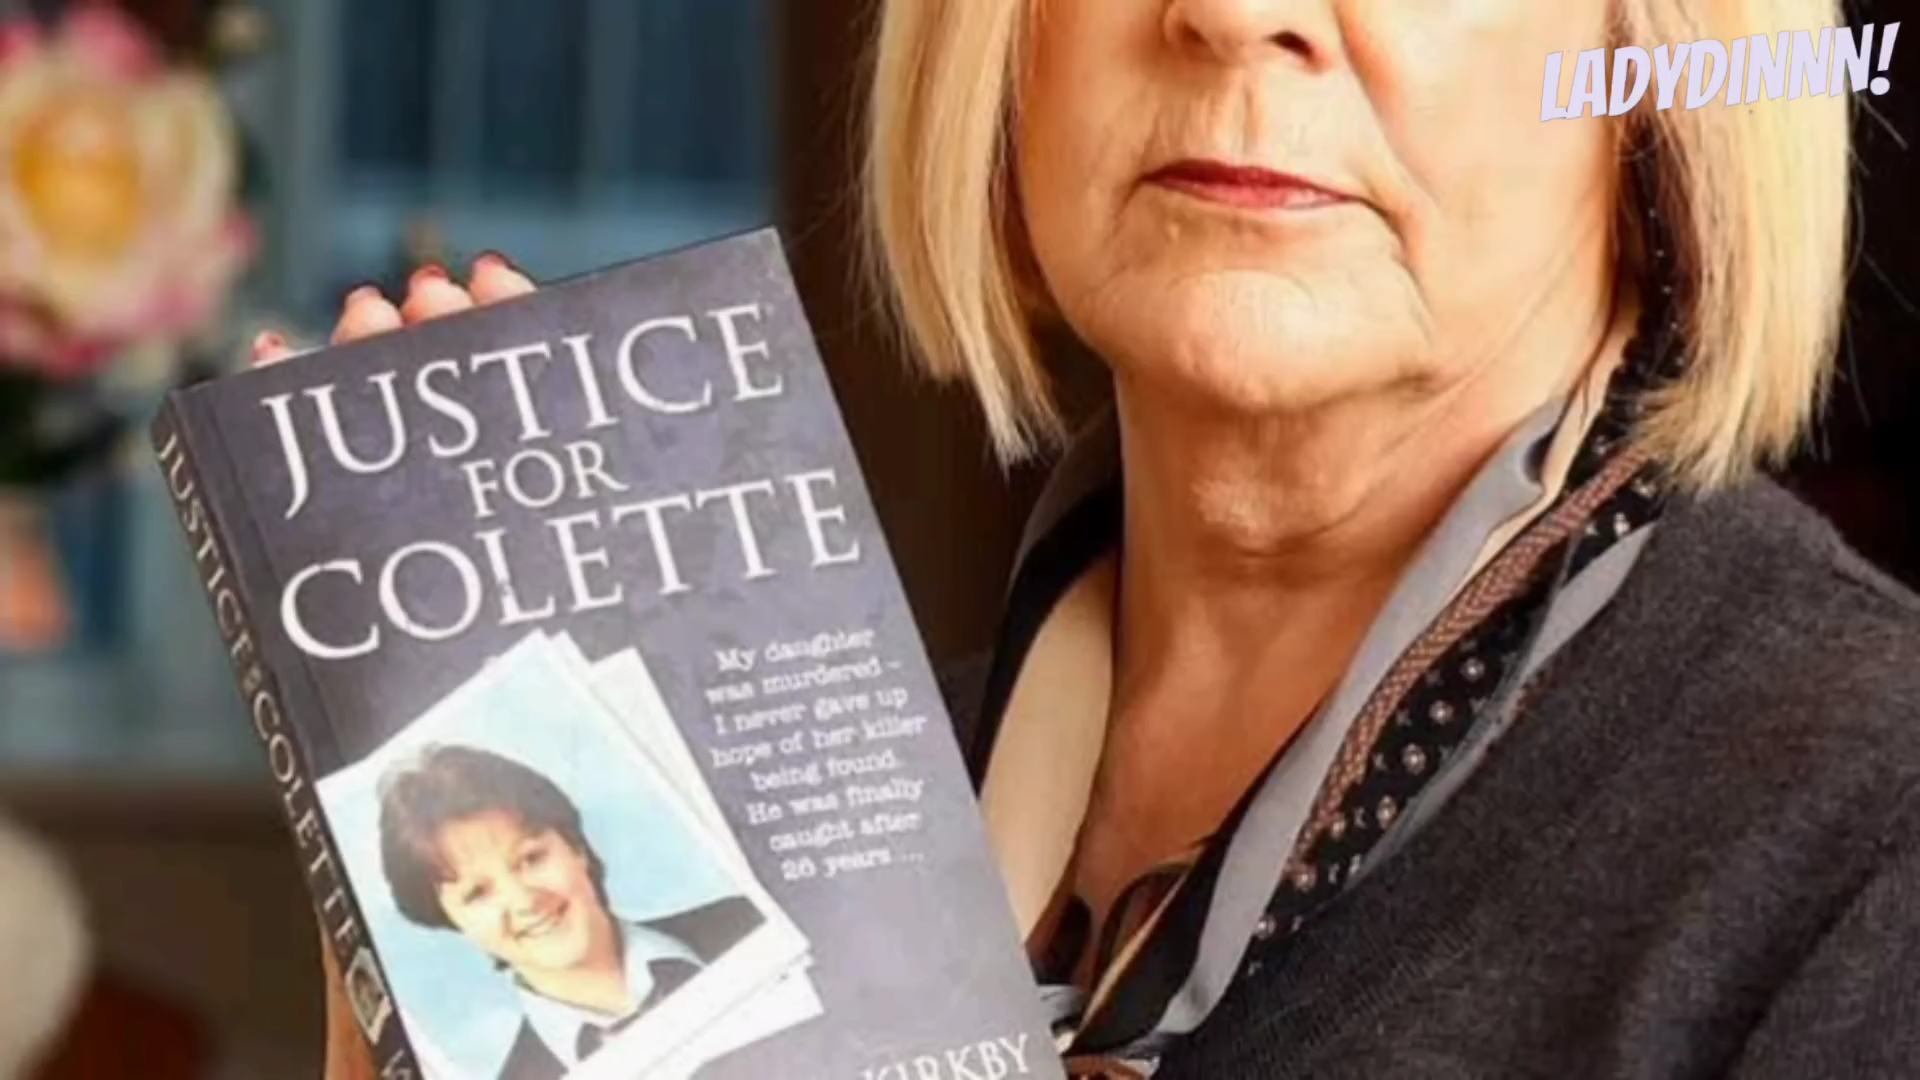 LADYDINNN!
JUSTICE
FOR
COLETTE
My daughter
was murdered –
I never gave up
hope of her killer
being found.
He was finally
caught after
26 years ...
KIRKBY
JUSTICE FOR COLETTE